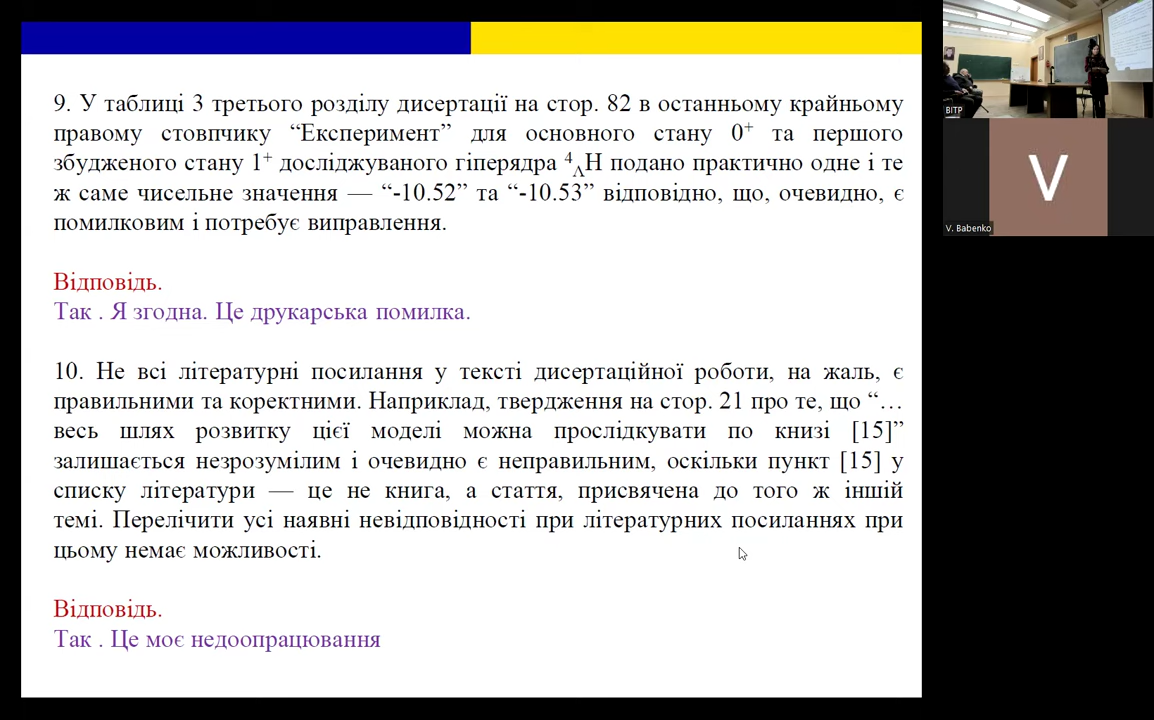 9. У таблиці 3 третього розділу дисертації на стор. 82 в останньому крайньому
правому стовпчику “Експеримент” для основного стану 0⁺ та першого
збудженого стану 1⁺ досліджуваного гіперядра ⁴ΛН подано практично одне і те
ж саме чисельне значення — “-10.52” та “-10.53” відповідно, що, очевидно, є
помилковим і потребує виправлення.
Відповідь.
Так . Я згодна. Це друкарська помилка.
10. Не всі літературні посилання у тексті дисертаційної роботи, на жаль, є
правильними та коректними. Наприклад, твердження на стор. 21 про те, що “…
весь шлях розвитку цієї моделі можна прослідкувати по книзі [15]”
залишається незрозумілим і очевидно є неправильним, оскільки пункт [15] у
списку літератури — це не книга, а стаття, присвячена до того ж іншій
темі. Перелічити усі наявні невідповідності при літературних посиланнях при
цьому немає можливості.
Відповідь.
Так . Це моє недоопрацювання
ВІТР
V
V. Babenko